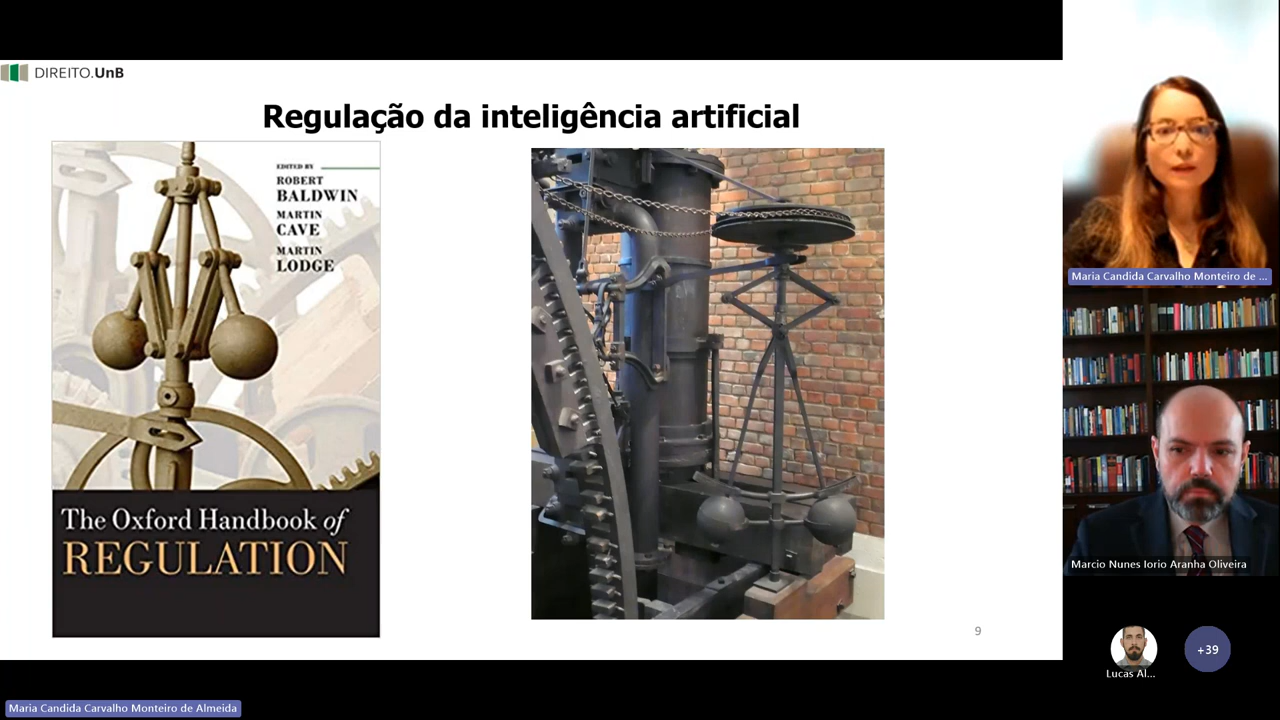 DIREITO.UnB
Regulação da inteligência artificial
EDITED BY
ROBERT
BALDWIN
MARTIN
CAVE
MARTIN
LODGE
The Oxford Handbook of
REGULATION
9
Maria Candida Carvalho Monteiro de ...
Marcio Nunes Iorio Aranha Oliveira
Lucas Al...
+39
Maria Candida Carvalho Monteiro de Almeida